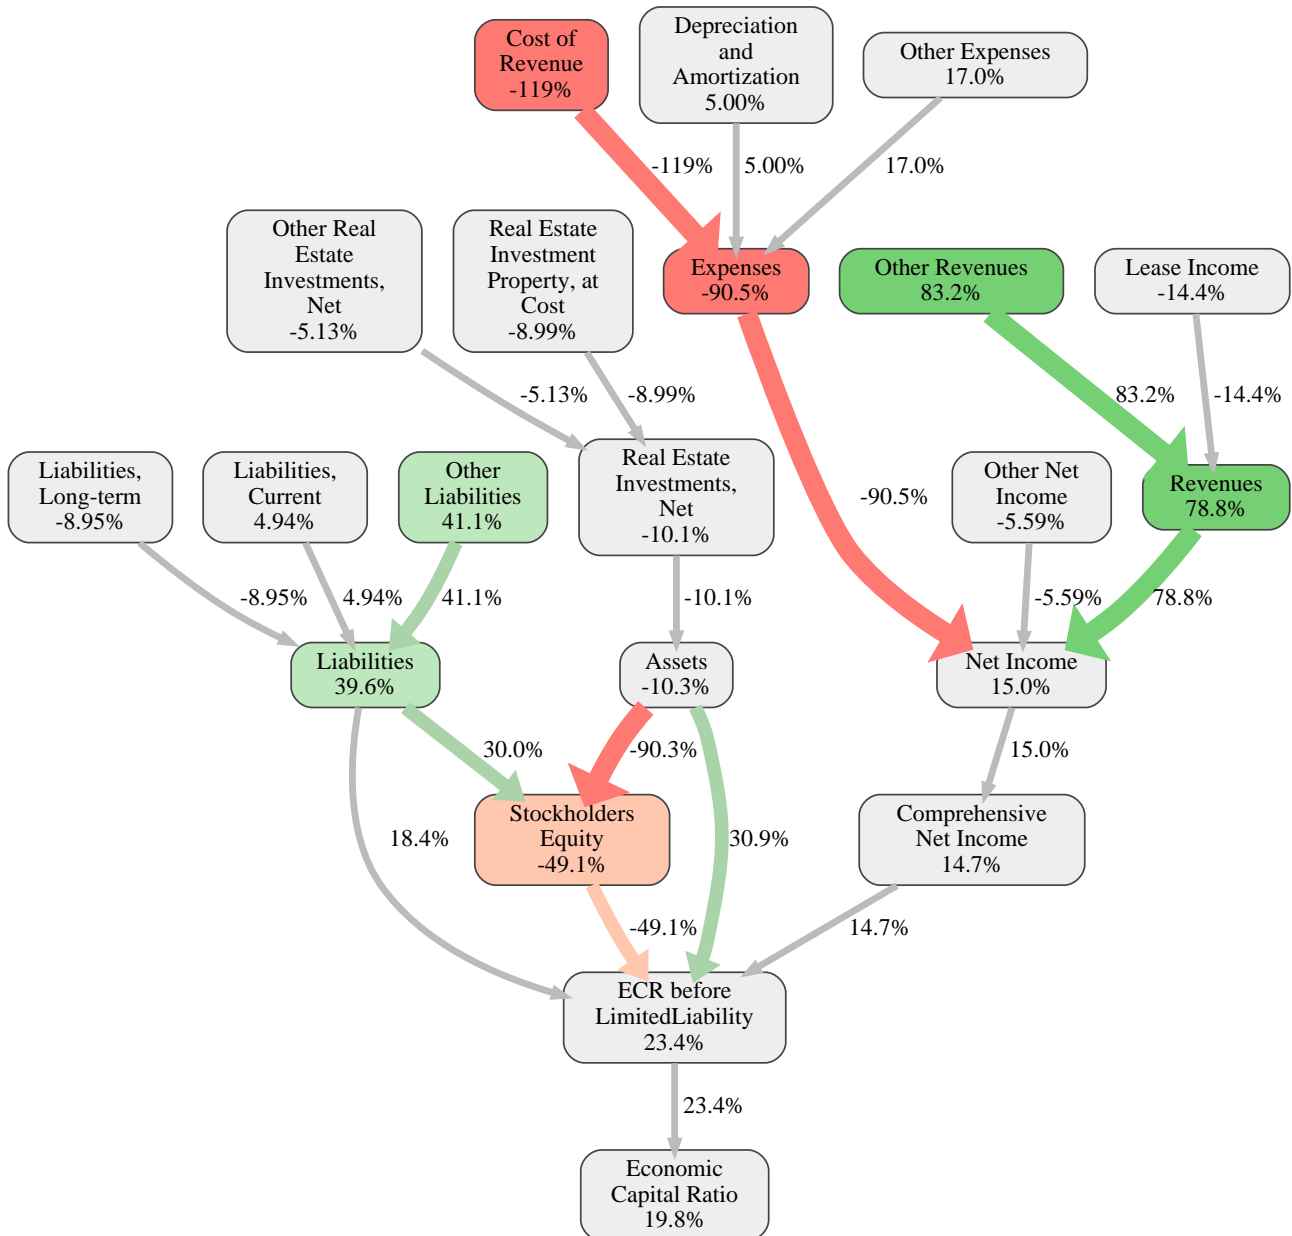 Cost of
Revenue
-119%
Depreciation
and
Amortization
5.00%
Other Expenses
17.0%
-119%
5.00%
17.0%
Other Real
Estate
Investments,
Net
-5.13%
Real Estate
Investment
Property, at
Cost
-8.99%
Expenses
-90.5%
Other Revenues
83.2%
Lease Income
-14.4%
-5.13%
-8.99%
83.2%
-14.4%
Liabilities,
Long-term
-8.95%
Liabilities,
Current
4.94%
Other
Liabilities
41.1%
Real Estate
Investments,
Net
-10.1%
-90.5%
Other Net
Income
-5.59%
Revenues
78.8%
-8.95%
4.94%
41.1%
-10.1%
-5.59%
78.8%
Liabilities
39.6%
Assets
-10.3%
Net Income
15.0%
30.0%
-90.3%
15.0%
18.4%
Stockholders
Equity
-49.1%
30.9%
Comprehensive
Net Income
14.7%
-49.1%
14.7%
ECR before
LimitedLiability
23.4%
23.4%
Economic
Capital Ratio
19.8%